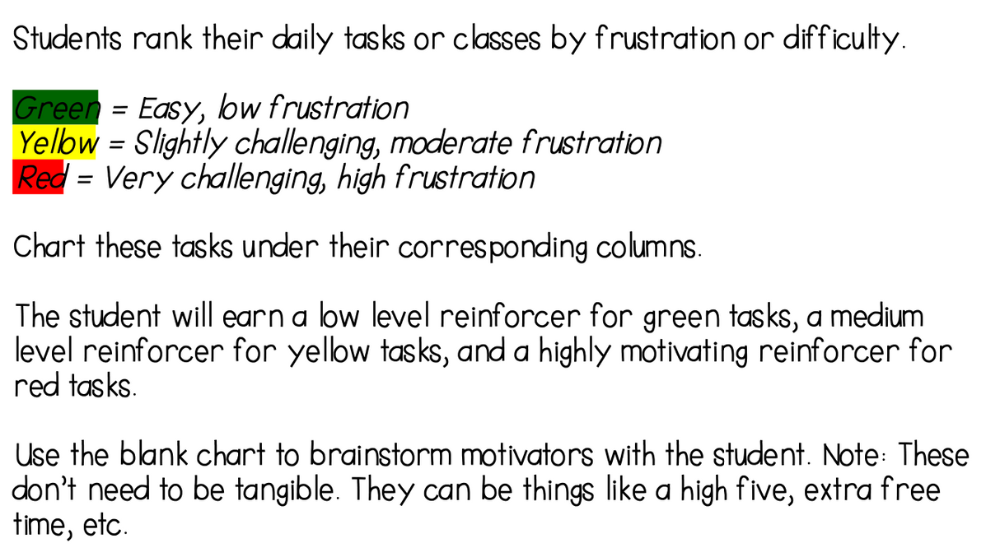 Students rank their daily tasks or classes by frustration or difficulty.
Green = Easy, low frustration
Yellow = Slightly challenging, moderate frustration
Red = Very challenging, high frustration
Chart these tasks under their corresponding columns.
The student will earn a low level reinforcer for green tasks, a medium
level reinforcer for yellow tasks, and a highly motivating reinforcer for
red tasks.
Use the blank chart to brainstorm motivators with the student. Note: These
don't need to be tangible. They can be things like a high five, extra free
time, etc.